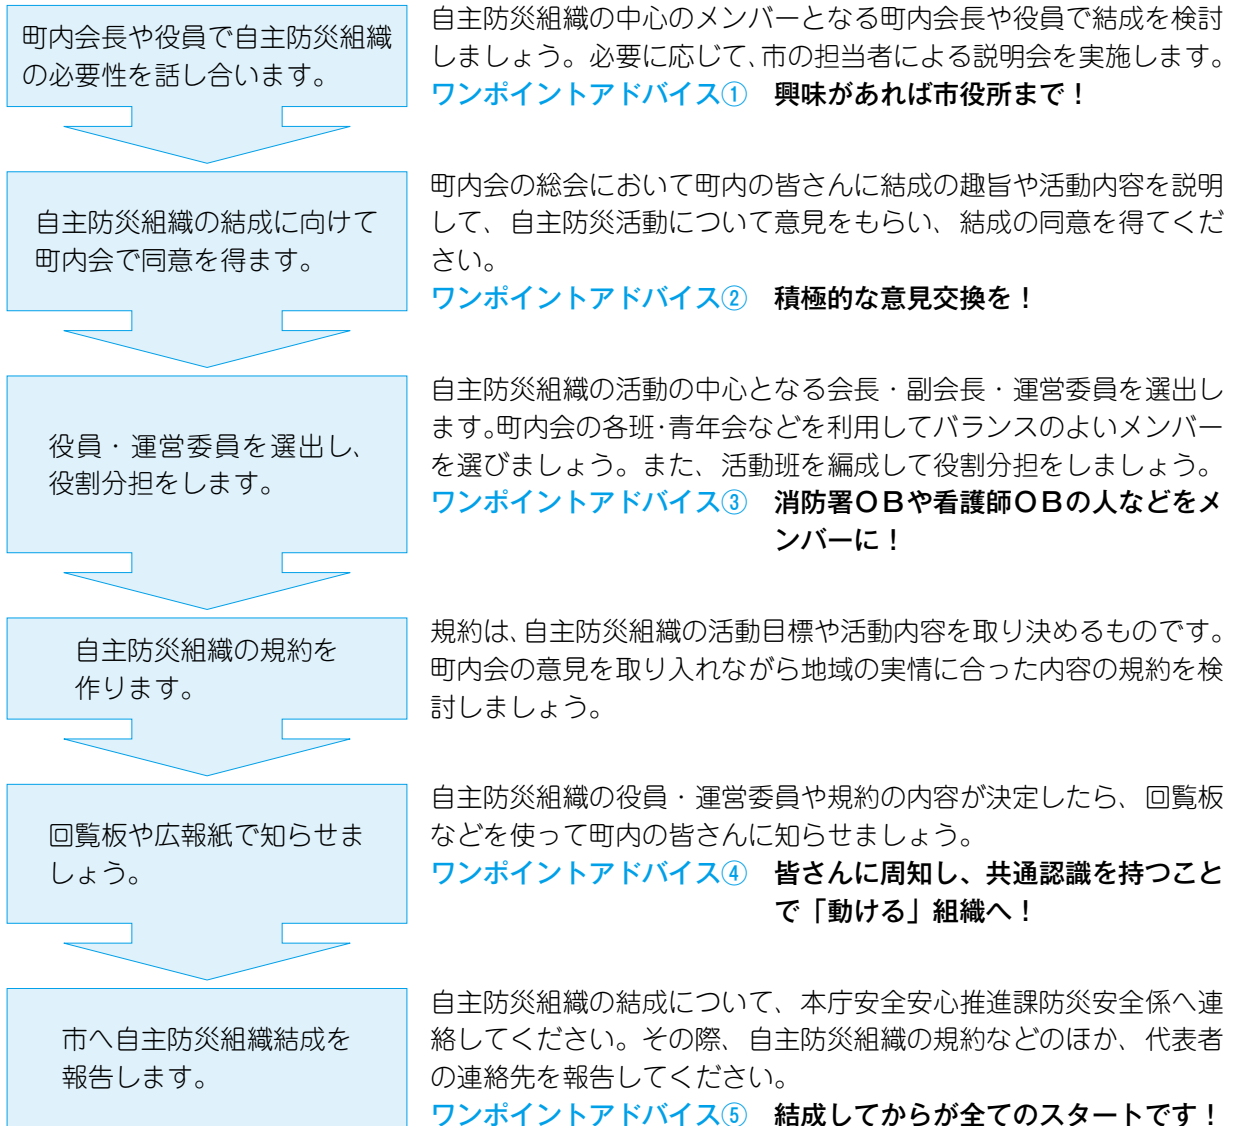 町内会長や役員で自主防災組織
の必要性を話し合います。
自主防災組織の中心のメンバーとなる町内会長や役員で結成を検討
しましょう。必要に応じて、市の担当者による説明会を実施します。
ワンポイントアドバイス①　興味があれば市役所まで！
自主防災組織の結成に向けて
町内会で同意を得ます。
町内会の総会において町内の皆さんに結成の趣旨や活動内容を説明
して、自主防災活動について意見をもらい、結成の同意を得てくだ
さい。
ワンポイントアドバイス②　積極的な意見交換を！
役員・運営委員を選出し、
役割分担をします。
自主防災組織の活動の中心となる会長・副会長・運営委員を選出し
ます。町内会の各班・青年会などを利用してバランスのよいメンバー
を選びましょう。また、活動班を編成して役割分担をしましょう。
ワンポイントアドバイス③　消防署ＯＢや看護師ＯＢの人などをメ
ンバーに！
自主防災組織の規約を
作ります。
規約は、自主防災組織の活動目標や活動内容を取り決めるものです。
町内会の意見を取り入れながら地域の実情に合った内容の規約を検
討しましょう。
回覧板や広報紙で知らせま
しょう。
自主防災組織の役員・運営委員や規約の内容が決定したら、回覧板
などを使って町内の皆さんに知らせましょう。
ワンポイントアドバイス④　皆さんに周知し、共通認識を持つこと
で「動ける」組織へ！
市へ自主防災組織結成を
報告します。
自主防災組織の結成について、本庁安全安心推進課防災安全係へ連
絡してください。その際、自主防災組織の規約などのほか、代表者
の連絡先を報告してください。
ワンポイントアドバイス⑤　結成してからが全てのスタートです！